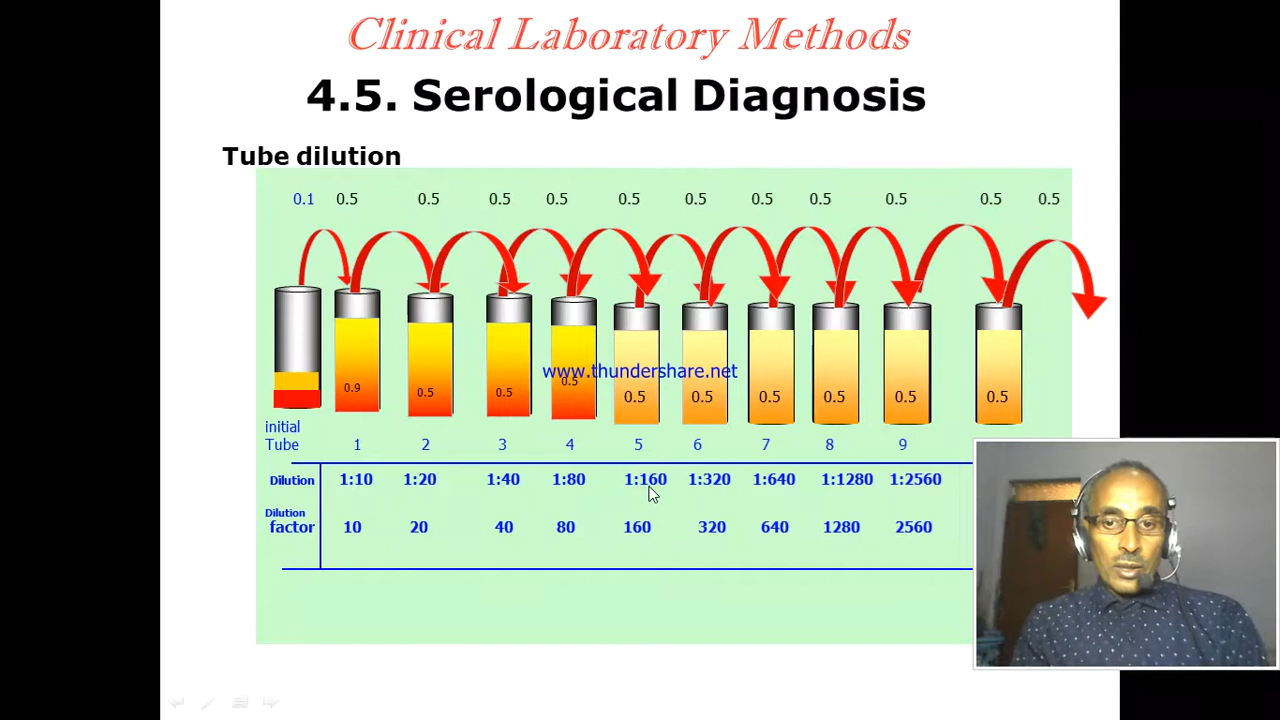 Clinical Laboratory Methods
4.5. Serological Diagnosis
Tube dilution
0.1 0.5 0.5 0.5 0.5 0.5 0.5 0.5 0.5 0.5 0.5 0.5
www.thundershare.net
0.9 0.5 0.5 0.5 0.5 0.5 0.5 0.5 0.5 0.5
initial
Tube 1 2 3 4 5 6 7 8 9
Dilution 1:10 1:20 1:40 1:80 1:160 1:320 1:640 1:1280 1:2560
Dilution
factor 10 20 40 80 160 320 640 1280 2560